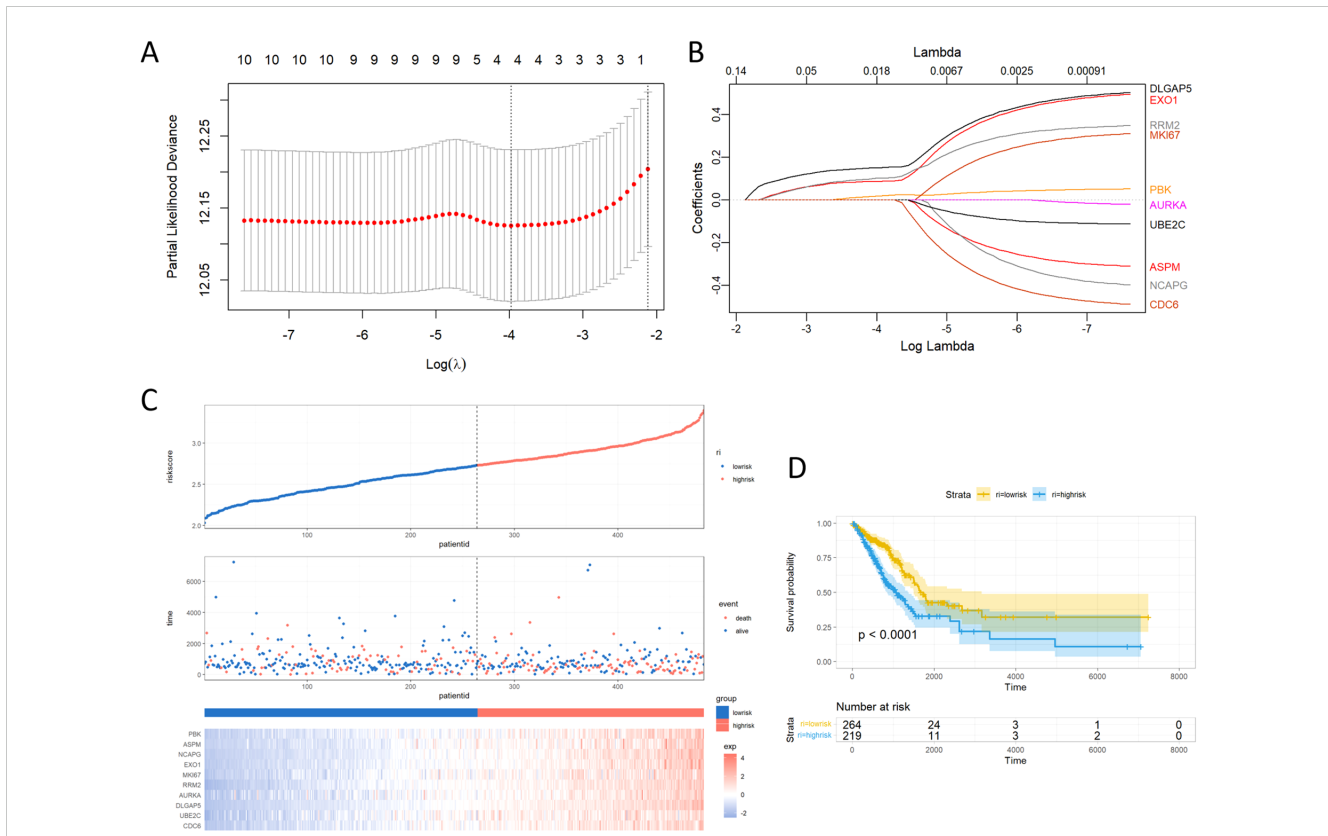 A
10 10 10 10 9 9 9 9 9 9 5 4 4 4 3 3 3 3 1
Partial Likelihood Deviance
12.25
12.15
12.05
-7 -6 -5 -4 -3 -2
Log(λ)
B
Lambda
0.14 0.05 0.018 0.0067 0.0025 0.00091
Coefficients
0.4
0.2
0.0
-0.2
-0.4
DLGAP5
EXO1
RRM2
MKI67
PBK
AURKA
UBE2C
ASPM
NCAPG
CDC6
-2 -3 -4 -5 -6 -7
Log Lambda
C
riskscore
3.0
2.5
2.0
100 200 300 400
patientid
ri
lowrisk
highrisk
time
6000
4000
2000
0
100 200 300 400
patientid
event
death
alive
group
lowrisk
highrisk
PBK
ASPM
NCAPG
EXO1
MKI67
RRM2
AURKA
DLGAP5
UBE2C
CDC6
exp
4
2
0
-2
D
Strata ri=lowrisk ri=highrisk
Survival probability
1.00
0.75
0.50
0.25
0.00
p < 0.0001
0 2000 4000 6000 8000
Time
Number at risk
Strata
ri=lowrisk 264 24 3 1 0
ri=highrisk 219 11 3 2 0
0 2000 4000 6000 8000
Time